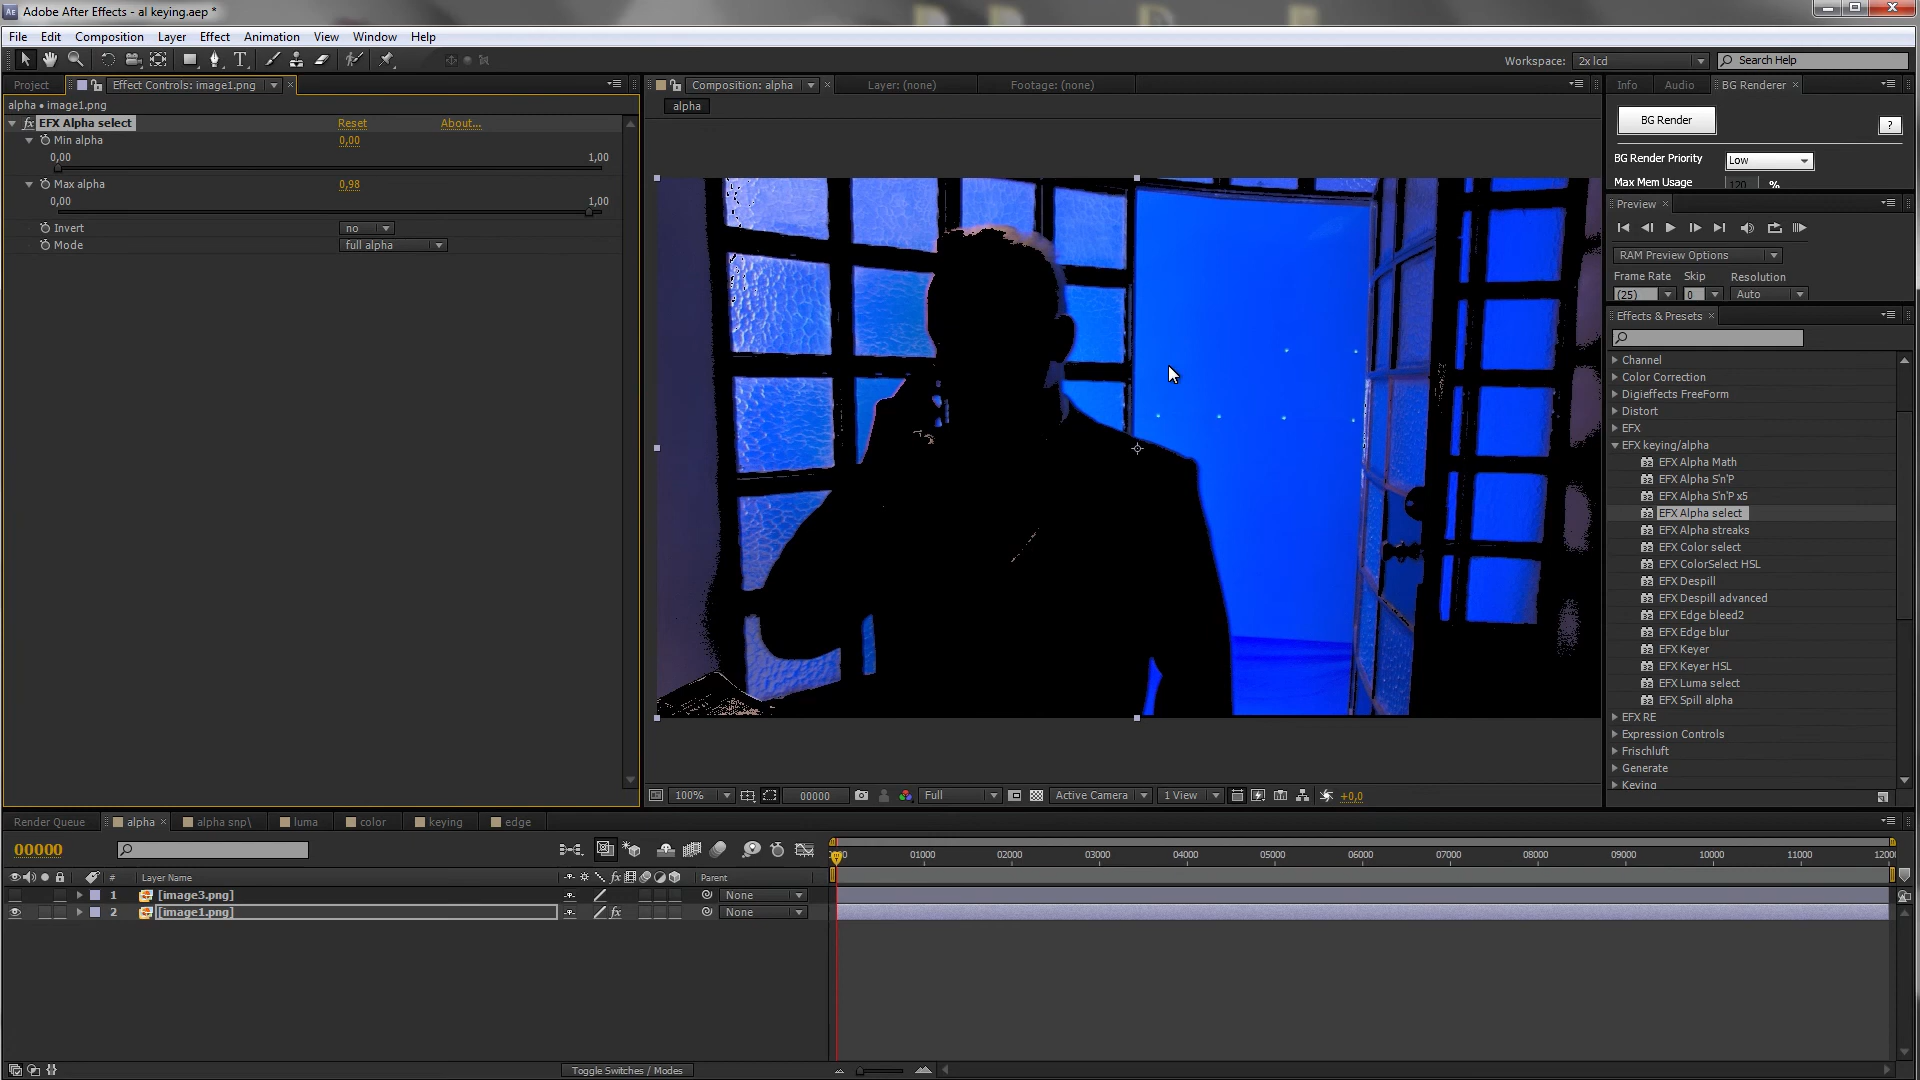 Adobe After Effects - al keying.aep *
File Edit Composition Layer Effect Animation View Window Help
Workspace: 2x lcd Search Help
Project Effect Controls: image1.png
alpha • image1.png
EFX Alpha select Reset About...
Min alpha 0,00
0,00 1,00
Max alpha 0,98
0,00 1,00
Invert no
Mode full alpha
Composition: alpha Layer: (none) Footage: (none)
alpha
100% 00000 Full Active Camera 1 View +0,0
Info Audio BG Renderer
BG Render ?
BG Render Priority Low
Max Mem Usage 120 %
Preview
RAM Preview Options
Frame Rate Skip Resolution
(25) 0 Auto
Effects & Presets
Channel
Color Correction
Digieffects FreeForm
Distort
EFX
EFX keying/alpha
EFX Alpha Math
EFX Alpha S'n'P
EFX Alpha S'n'P x5
EFX Alpha select
EFX Alpha streaks
EFX Color select
EFX ColorSelect HSL
EFX Despill
EFX Despill advanced
EFX Edge bleed2
EFX Edge blur
EFX Keyer
EFX Keyer HSL
EFX Luma select
EFX Spill alpha
EFX RE
Expression Controls
Frischluft
Generate
Keying
Render Queue alpha alpha snp\ luma color keying edge
00000
01000 02000 03000 04000 05000 06000 07000 08000 09000 10000 11000
# Layer Name Parent
1 [image3.png] None
2 [image1.png] None
Toggle Switches / Modes